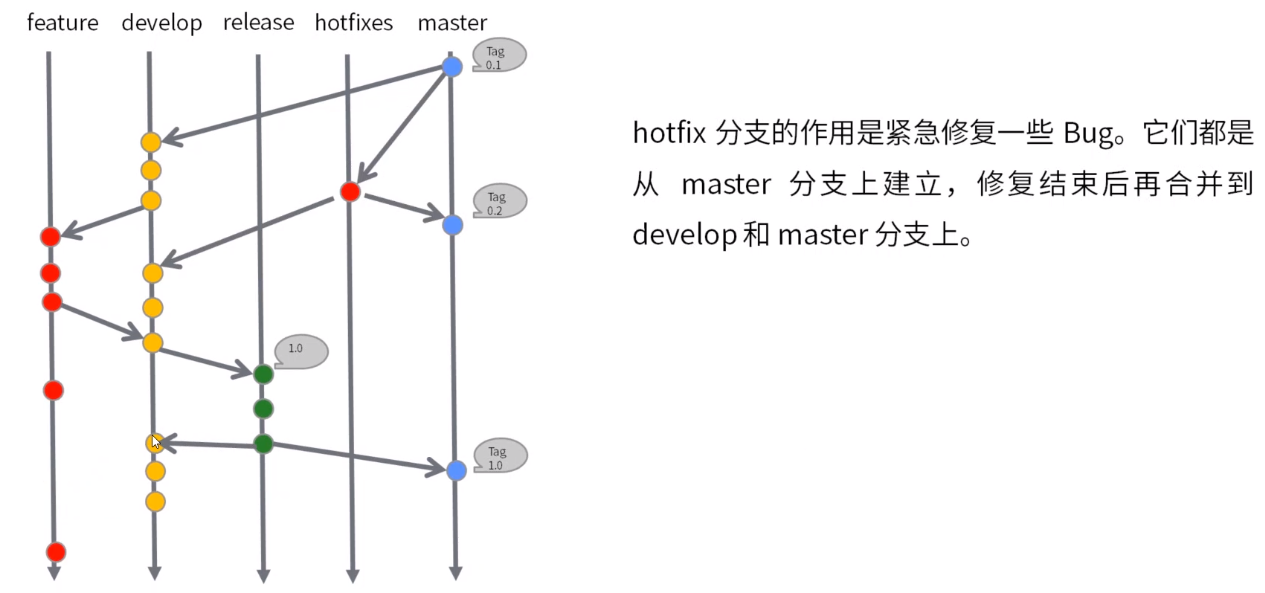 feature develop release hotfixes master
Tag
0.1
hotfix 分支的作用是紧急修复一些 Bug。它们都是
从 master 分支上建立，修复结束后再合并到
Tag
0.2
develop 和 master 分支上。
1.0
Tag
1.0